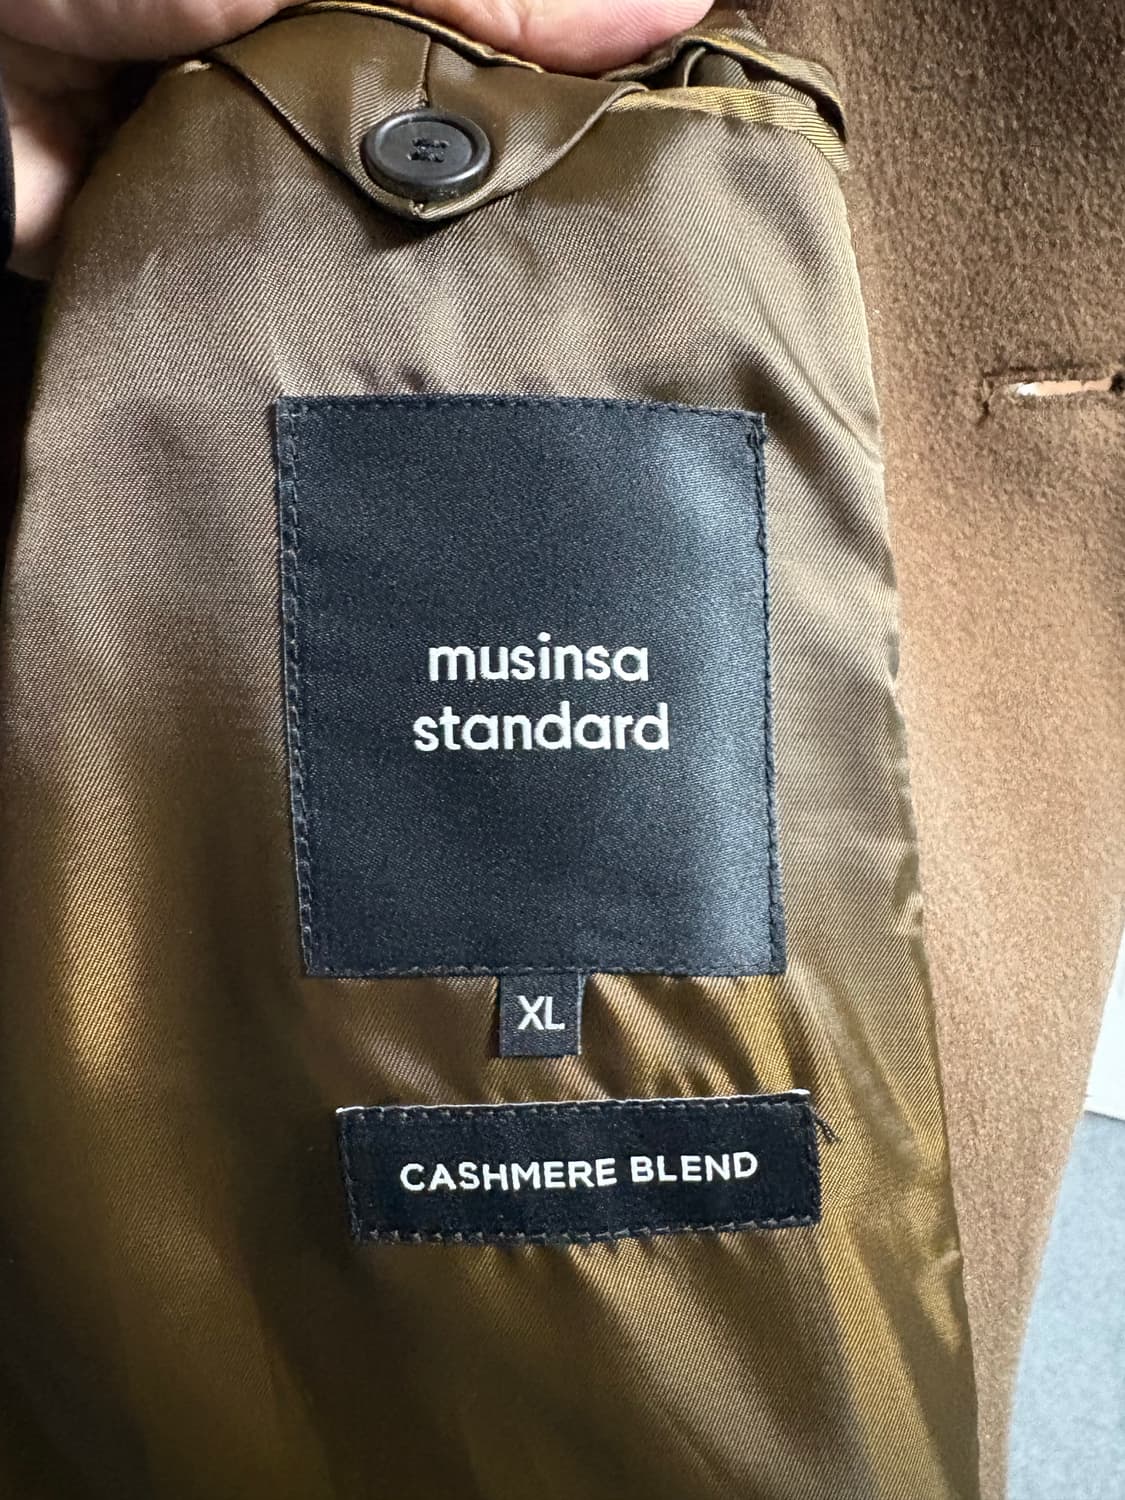 musinsa
standard
XL
CASHMERE BLEND